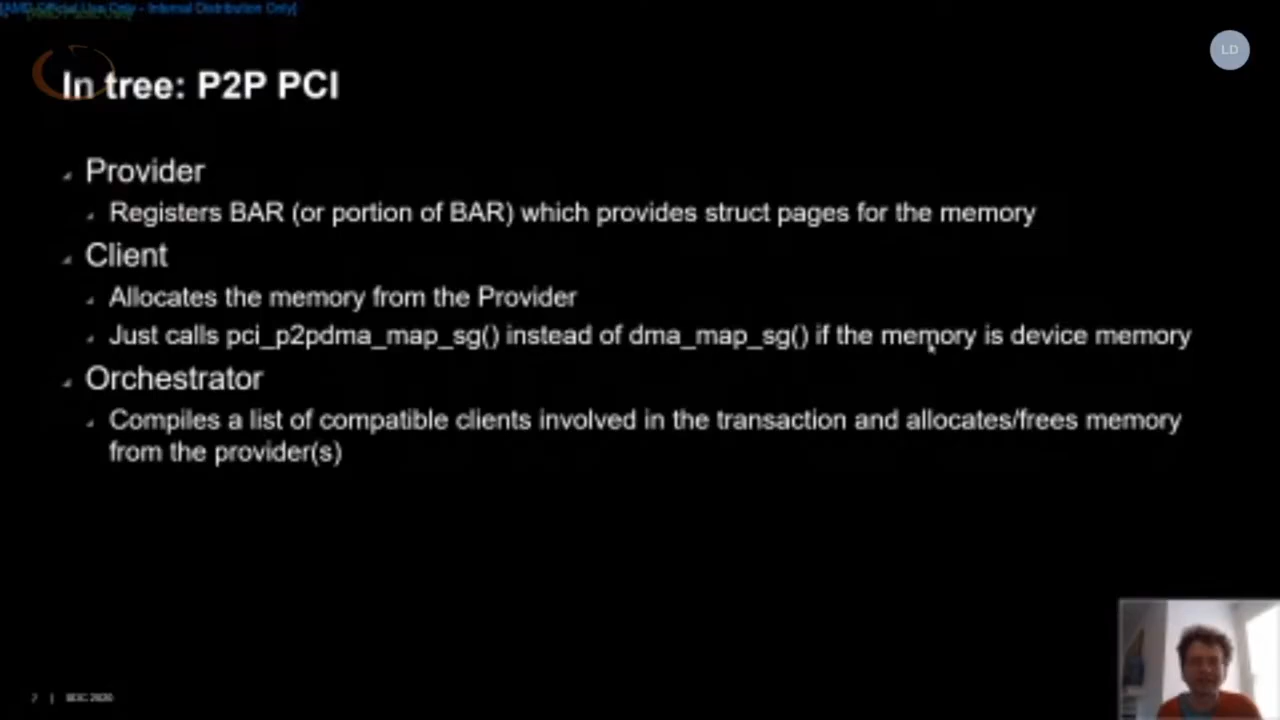 [AMD Official Use Only - Internal Distribution Only]
LD
In tree: P2P PCI
Provider
Registers BAR (or portion of BAR) which provides struct pages for the memory
Client
Allocates the memory from the Provider
Just calls pci_p2pdma_map_sg() instead of dma_map_sg() if the memory is device memory
Orchestrator
Compiles a list of compatible clients involved in the transaction and allocates/frees memory
from the provider(s)
7 | 2020